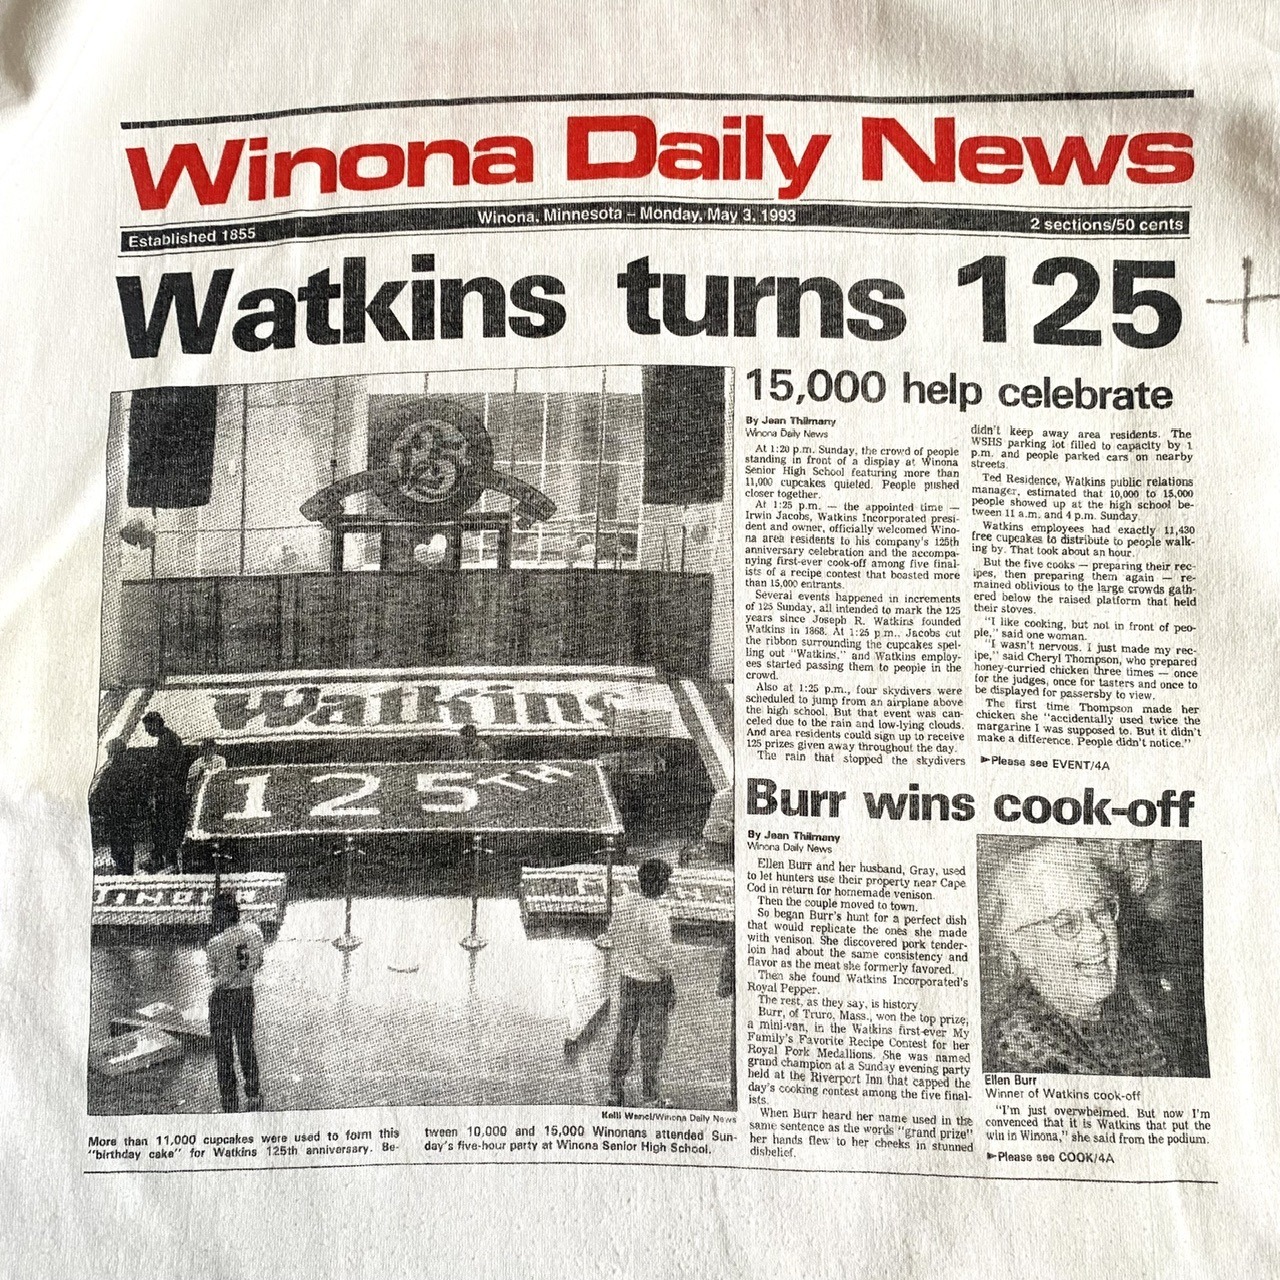 Winona Daily News
Established 1855
Winona, Minnesota – Monday, May 3, 1993
2 sections/50 cents
Watkins turns 125
Watkins
125TH
15,000 help celebrate
By Jean Thilmany
Winona Daily News
At 1:20 p.m. Sunday, the crowd of people
standing in front of a display at Winona
Senior High School featuring more than
11,000 cupcakes quieted. People pushed
closer together.
At 1:25 p.m. — the appointed time —
Irwin Jacobs, Watkins Incorporated presi-
dent and owner, officially welcomed Wino-
na area residents to his company's 125th
anniversary celebration and the accompa-
nying first-ever cook-off among five final-
ists of a recipe contest that boasted more
than 15,000 entrants.
Several events happened in increments
of 125 Sunday, all intended to mark the 125
years since Joseph R. Watkins founded
Watkins in 1868. At 1:25 p.m., Jacobs cut
the ribbon surrounding the cupcakes spel-
ling out "Watkins," and Watkins employ-
ees started passing them to people in the
crowd.
Also at 1:25 p.m., four skydivers were
scheduled to jump from an airplane above
the high school. But that event was can-
celed due to the rain and low-lying clouds.
And area residents could sign up to receive
125 prizes given away throughout the day.
The rain that stopped the skydivers
didn't keep away area residents. The
WSHS parking lot filled to capacity by 1
p.m. and people parked cars on nearby
streets.
Ted Residence, Watkins public relations
manager, estimated that 10,000 to 15,000
people showed up at the high school be-
tween 11 a.m. and 4 p.m. Sunday.
Watkins employees had exactly 11,430
free cupcakes to distribute to people walk-
ing by. That took about an hour.
But the five cooks — preparing their rec-
ipes, then preparing them again — re-
mained oblivious to the large crowds gath-
ered below the raised platform that held
their stoves.
"I like cooking, but not in front of peo-
ple," said one woman.
"I wasn't nervous. I just made my rec-
ipe," said Cheryl Thompson, who prepared
honey-curried chicken three times — once
for the judges, once for tasters and once to
be displayed for passersby to view.
The first time Thompson made her
chicken she "accidentally used twice the
margarine I was supposed to. But it didn't
make a difference. People didn't notice."
►Please see EVENT/4A
Burr wins cook-off
By Jean Thilmany
Winona Daily News
Ellen Burr and her husband, Gray, used
to let hunters use their property near Cape
Cod in return for homemade venison.
Then the couple moved to town.
So began Burr's hunt for a perfect dish
that would replicate the ones she made
with venison. She discovered pork tender-
loin had about the same consistency and
flavor as the meat she formerly favored.
Then she found Watkins Incorporated's
Royal Pepper.
The rest, as they say, is history.
Burr, of Truro, Mass., won the top prize,
a mini-van, in the Watkins first-ever My
Family's Favorite Recipe Contest for her
Royal Pork Medallions. She was named
grand champion at a Sunday evening party
held at the Riverport Inn that capped the
day's cooking contest among the five final-
ists.
When Burr heard her name used in the
same sentence as the words "grand prize"
her hands flew to her cheeks in stunned
disbelief.
Ellen Burr
Winner of Watkins cook-off
"I'm just overwhelmed. But now I'm
convinced that it is Watkins that put the
win in Winona," she said from the podium.
►Please see COOK/4A
Kelli Wencl/Winona Daily News
More than 11,000 cupcakes were used to form this
"birthday cake" for Watkins 125th anniversary. Be-
tween 10,000 and 15,000 Winonans attended Sun-
day's five-hour party at Winona Senior High School.